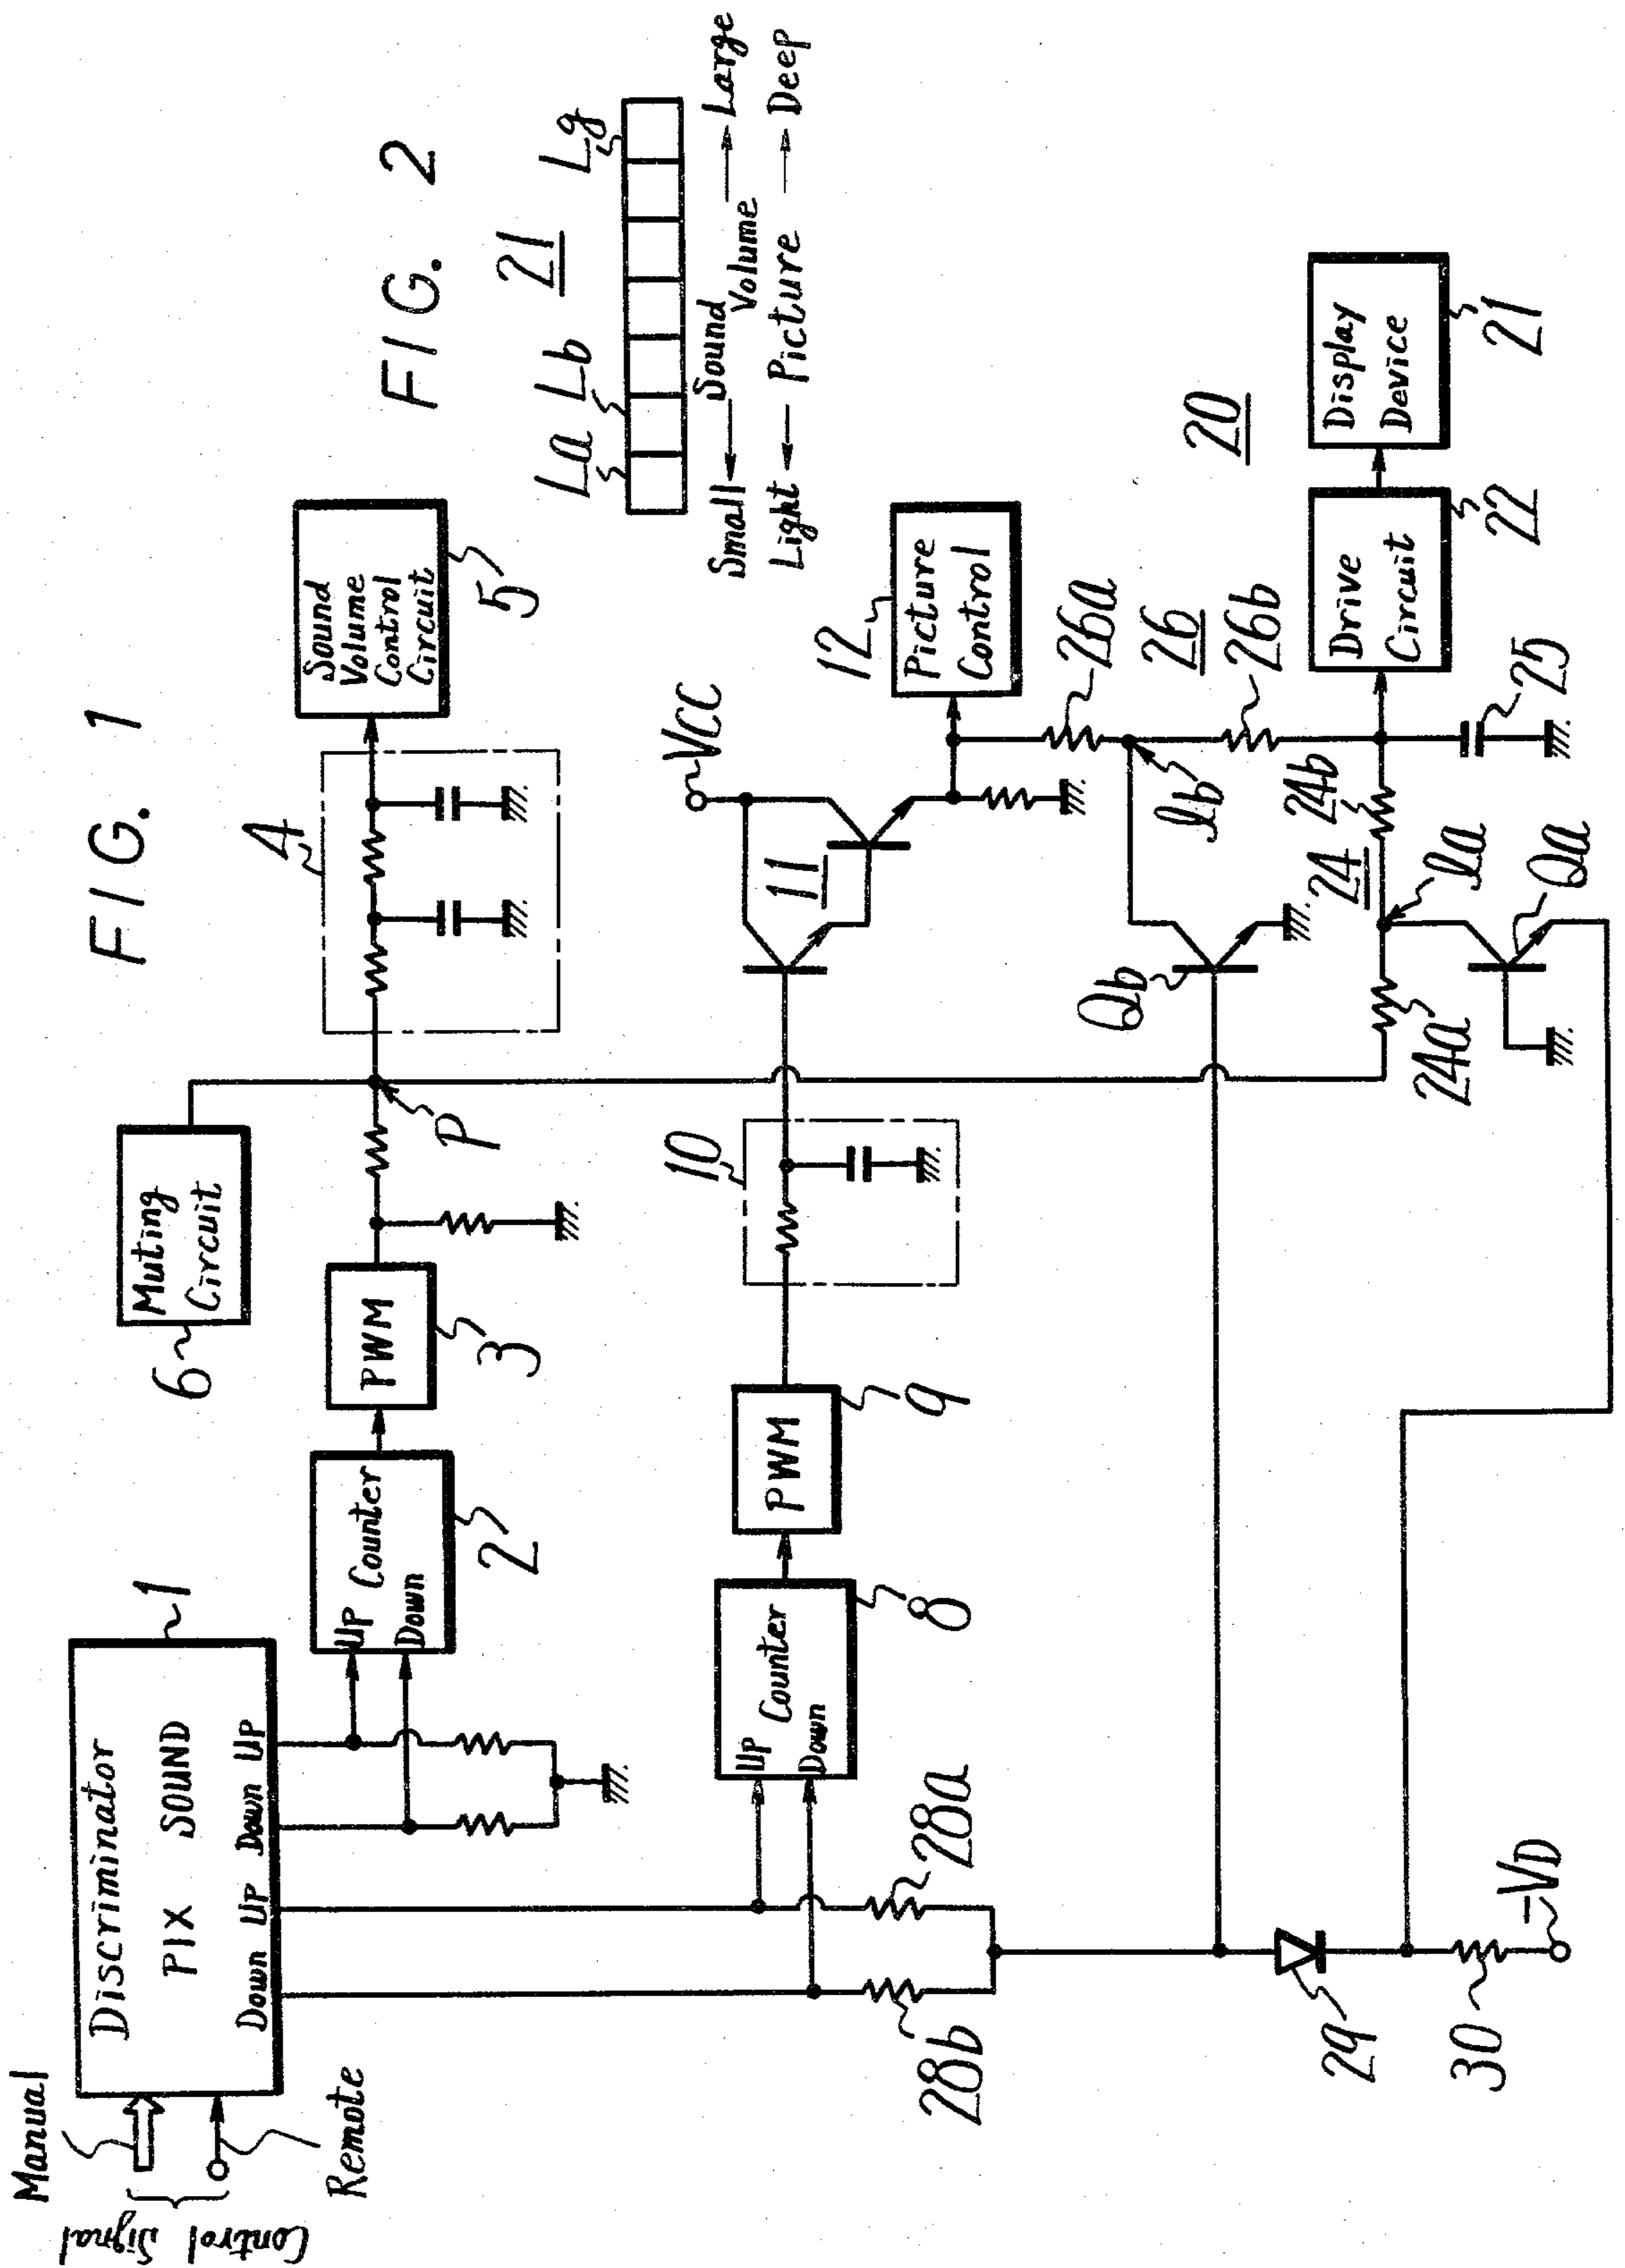 FIG. 1
Manual
Remote
Control
Signal
Discriminator
PIX SOUND
Down UP Down UP
1
UP
Counter
Down
2
PWM
3
Muting
Circuit
6
P
4
Sound
Volume
Control
Circuit
5
UP
Counter
Down
8
PWM
9
10
11
VCC
Picture
Control
12
28a
28b
29
30
-VD
Qb
Qa
la
lb
24
24a
24b
25
26
26a
26b
20
Drive
Circuit
22
Display
Device
21
FIG. 2
21
La Lb Lg
Small Sound Volume Large
Light Picture Deep